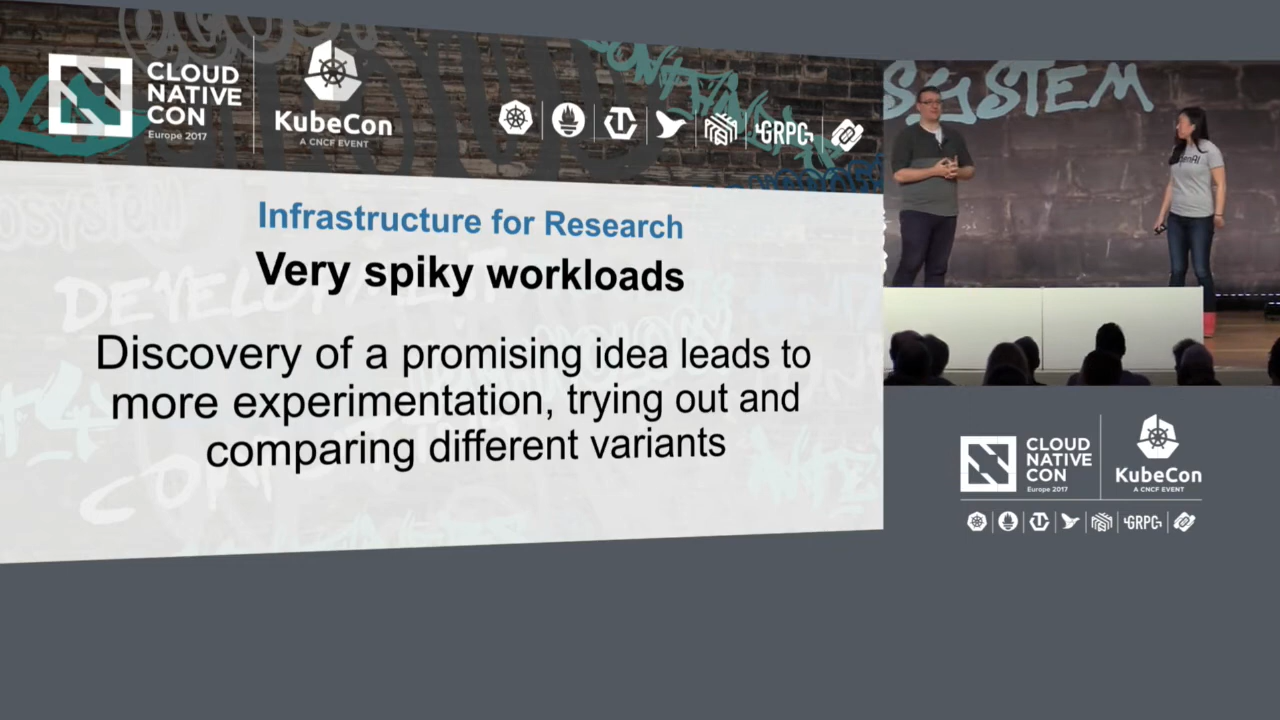 CLOUD
NATIVE
CON
Europe 2017
KubeCon
A CNCF EVENT
GRPC
Infrastructure for Research
Very spiky workloads
Discovery of a promising idea leads to
more experimentation, trying out and
comparing different variants
SYSTEM
CLOUD
NATIVE
CON
Europe 2017
KubeCon
A CNCF EVENT
GRPC